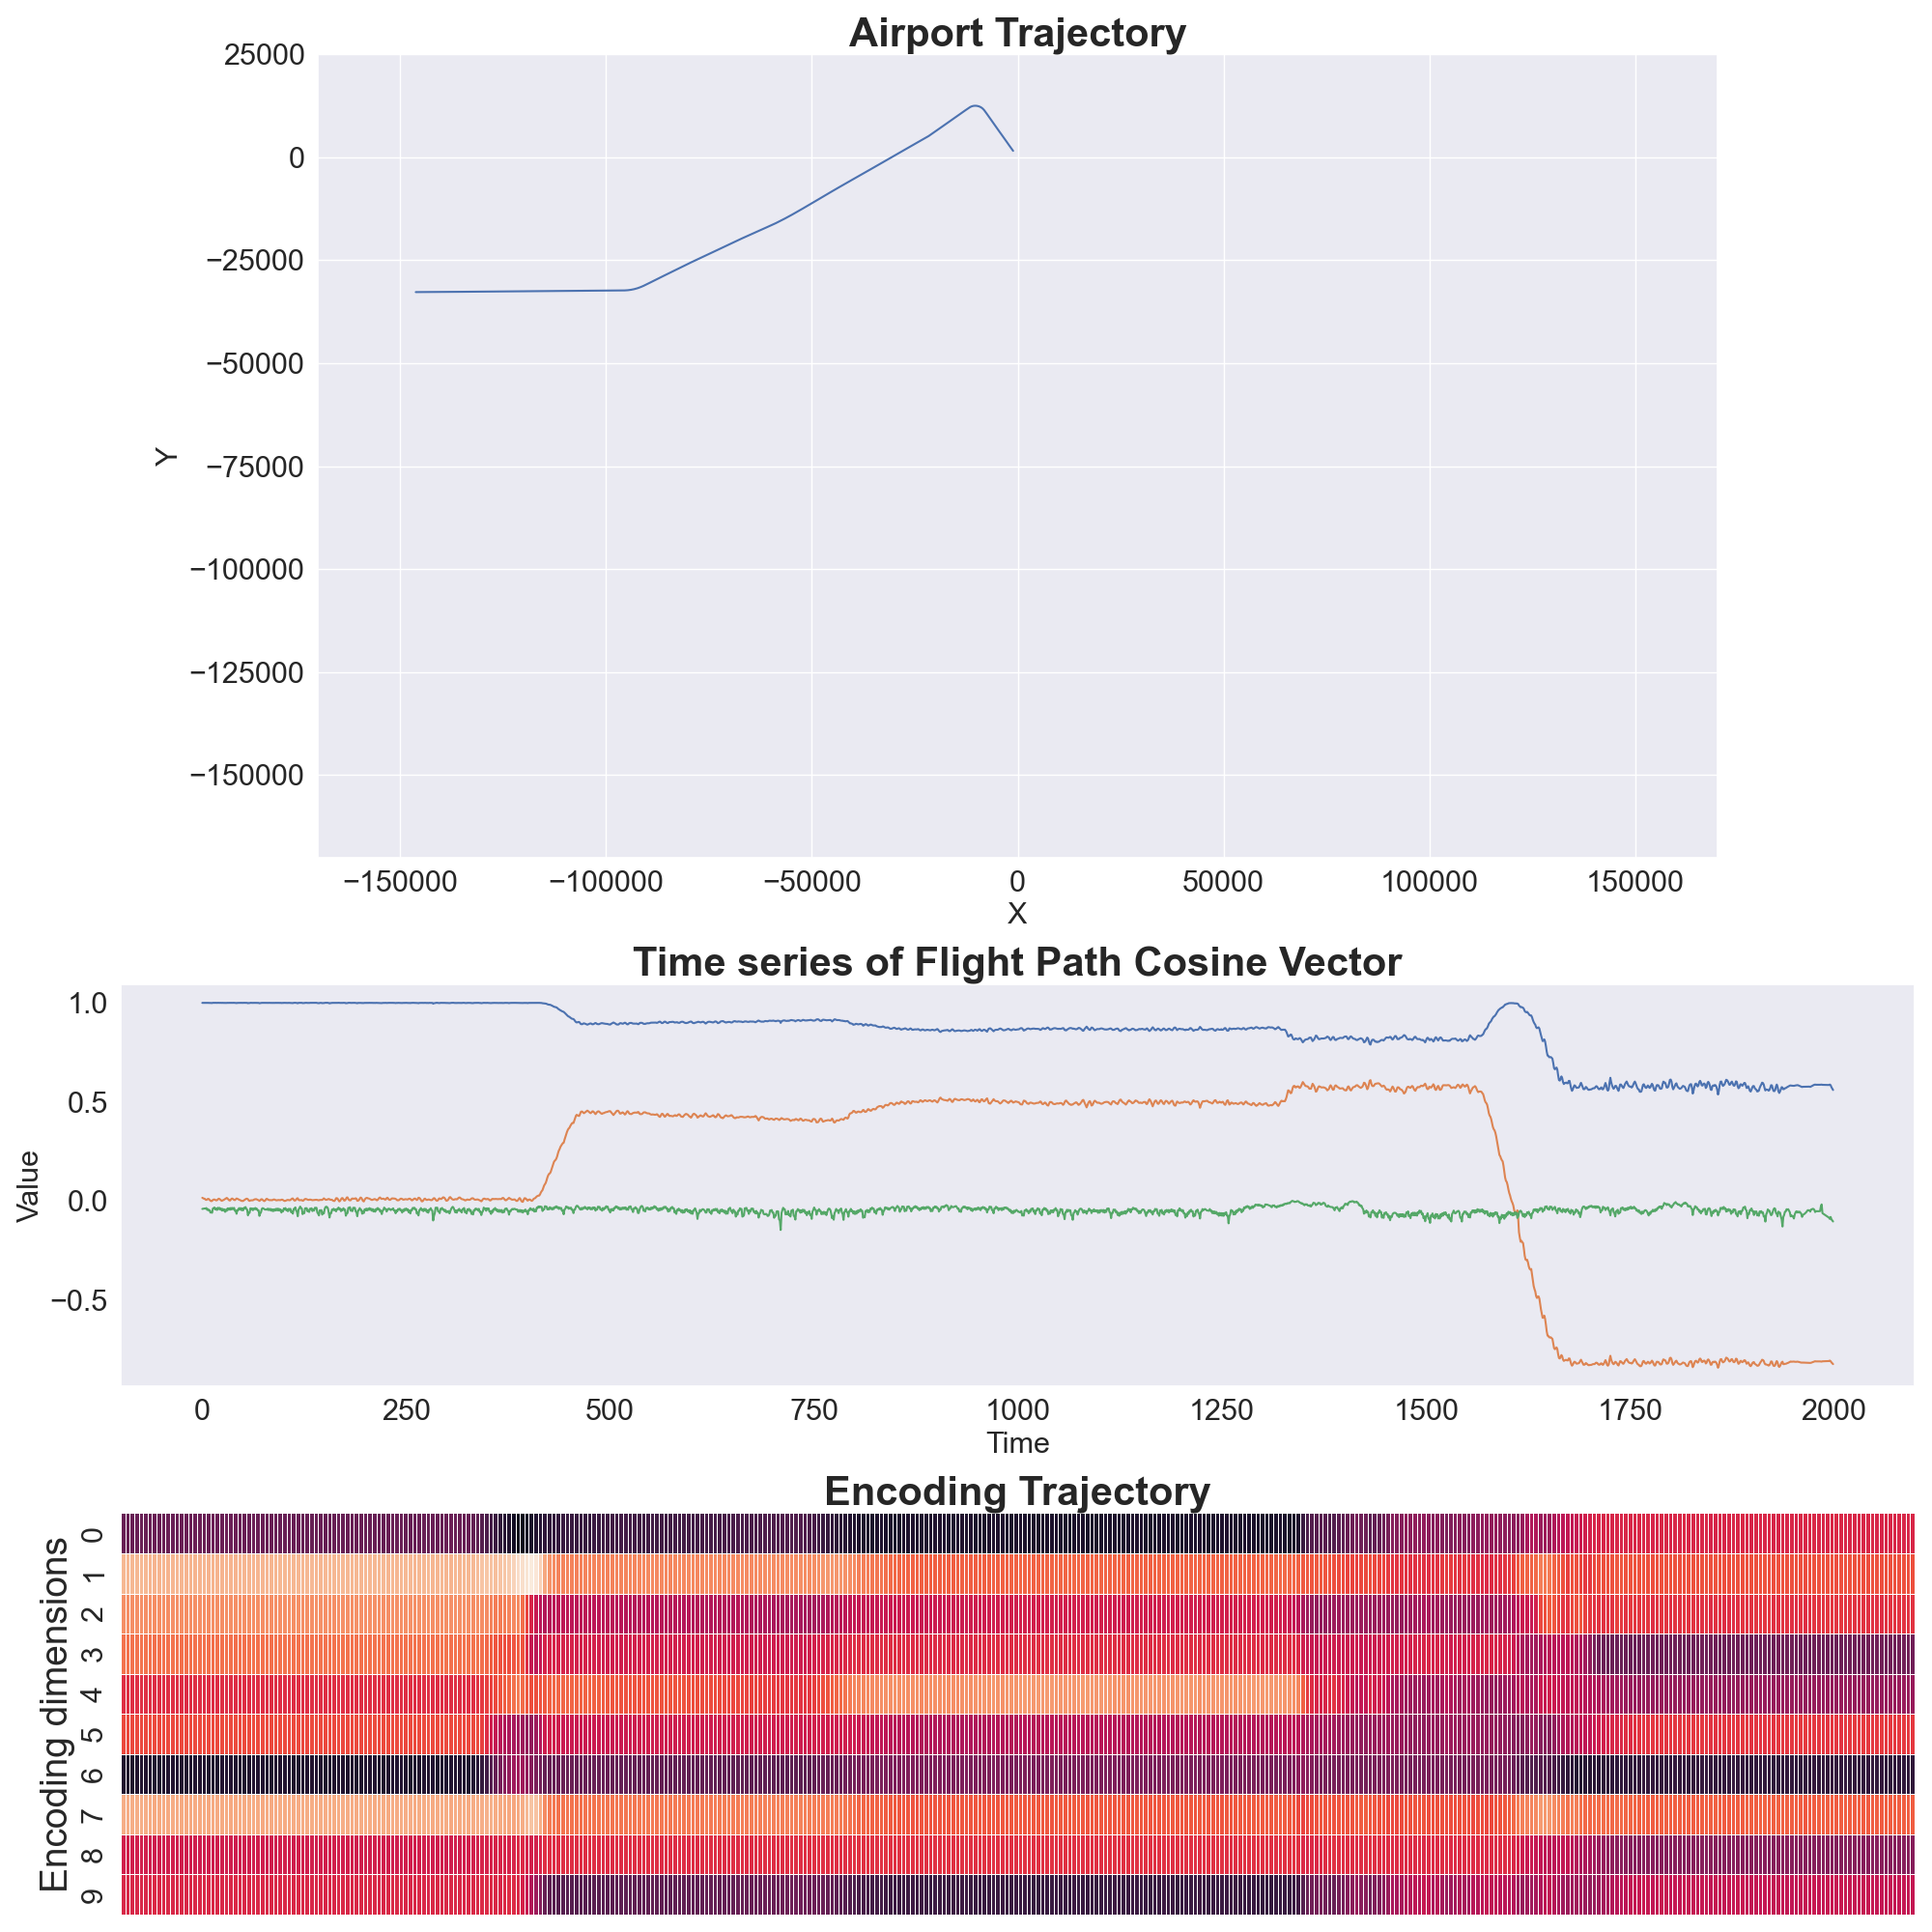 Airport Trajectory
25000
0
−25000
−50000
−75000
−100000
−125000
−150000
Y
−150000 −100000 −50000 0 50000 100000 150000
X
Time series of Flight Path Cosine Vector
1.0
0.5
0.0
−0.5
Value
0 250 500 750 1000 1250 1500 1750 2000
Time
Encoding Trajectory
Encoding dimensions
0
1
2
3
4
5
6
7
8
9